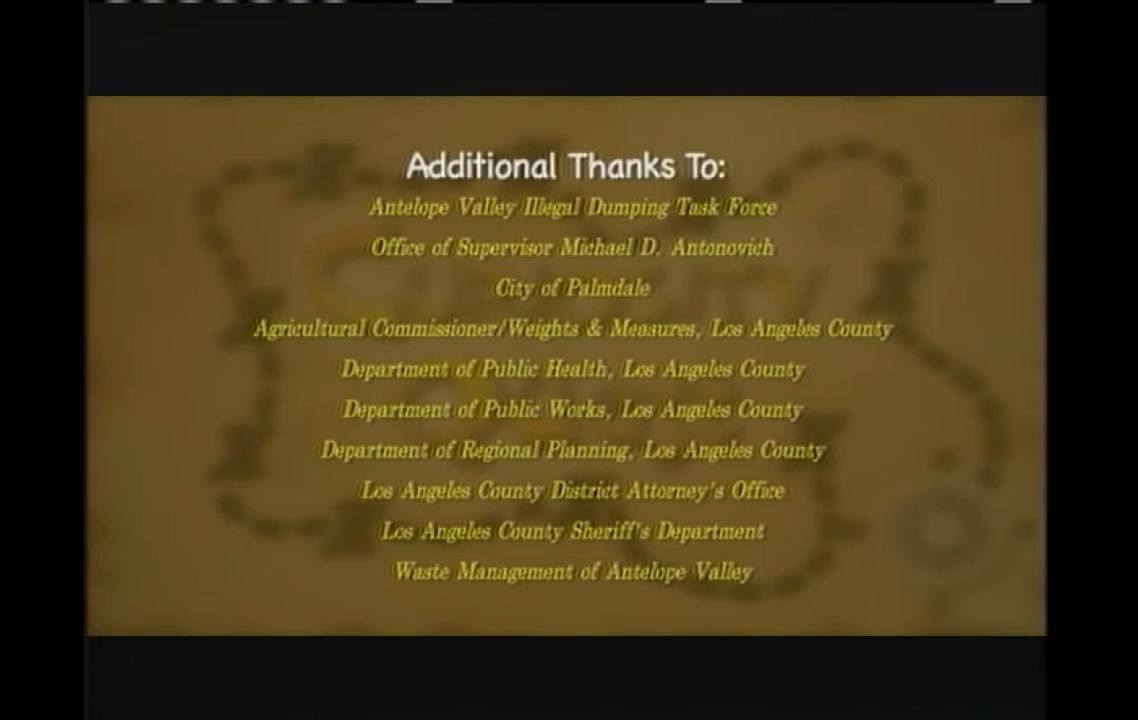 Additional Thanks To:
Antelope Valley Illegal Dumping Task Force
Office of Supervisor Michael D. Antonovich
City of Palmdale
Agricultural Commissioner/Weights & Measures, Los Angeles County
Department of Public Health, Los Angeles County
Department of Public Works, Los Angeles County
Department of Regional Planning, Los Angeles County
Los Angeles County District Attorney's Office
Los Angeles County Sheriff's Department
Waste Management of Antelope Valley